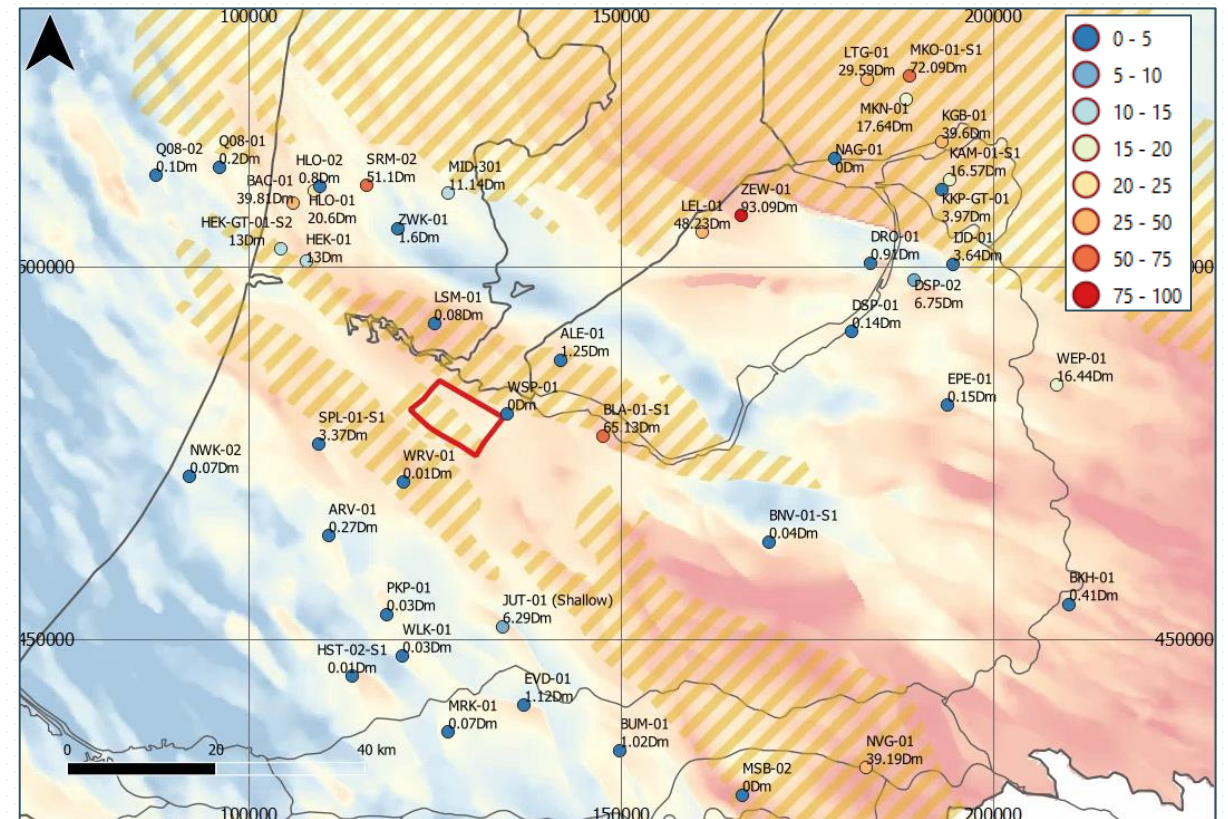 100000
150000
200000
0 - 5
5 - 10
10 - 15
15 - 20
20 - 25
25 - 50
50 - 75
75 - 100
LTG-01
29.59Dm
MKO-01-S1
72.09Dm
MKN-01
17.64Dm
KGB-01
39.6Dm
NAG-01
0Dm
KAM-01-S1
16.57Dm
KKP-GT-01
3.97Dm
Q08-02
0.1Dm
Q08-01
0.2Dm
HLO-02
0.8Dm
SRM-02
51.1Dm
MID-301
11.14Dm
BAC-01
39.81Dm
HLO-01
20.6Dm
ZEW-01
93.09Dm
LEL-01
48.23Dm
HEK-GT-01-S2
13Dm
HEK-01
13Dm
ZWK-01
1.6Dm
DRO-01
0.91Dm
IJD-01
3.64Dm
DSP-02
6.75Dm
DSP-01
0.14Dm
LSM-01
0.08Dm
ALE-01
1.25Dm
WEP-01
16.44Dm
EPE-01
0.15Dm
WSP-01
0Dm
BLA-01-S1
65.13Dm
SPL-01-S1
3.37Dm
NWK-02
0.07Dm
WRV-01
0.01Dm
ARV-01
0.27Dm
BNV-01-S1
0.04Dm
BKH-01
0.41Dm
PKP-01
0.03Dm
JUT-01 (Shallow)
6.29Dm
WLK-01
0.03Dm
450000
450000
HST-02-S1
0.01Dm
EVD-01
1.12Dm
MRK-01
0.07Dm
BUM-01
1.02Dm
NVG-01
39.19Dm
MSB-02
0Dm
0
20
40 km
100000
150000
200000